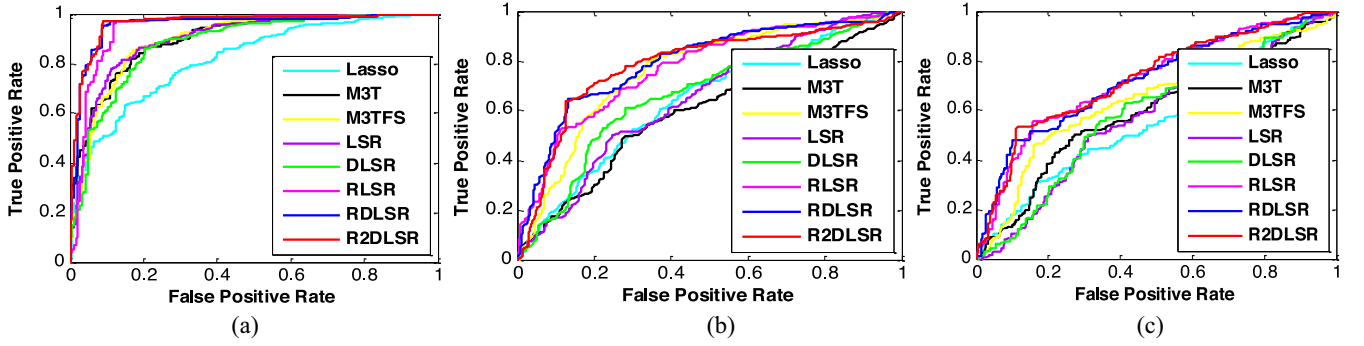 1
0.8
0.6
0.4
0.2
0
0 0.2 0.4 0.6 0.8 1
True Positive Rate
False Positive Rate
Lasso
M3T
M3TFS
LSR
DLSR
RLSR
RDLSR
R2DLSR
(a)
1
0.8
0.6
0.4
0.2
0
0 0.2 0.4 0.6 0.8 1
True Positive Rate
False Positive Rate
Lasso
M3T
M3TFS
LSR
DLSR
RLSR
RDLSR
R2DLSR
(b)
1
0.8
0.6
0.4
0.2
0
0 0.2 0.4 0.6 0.8 1
True Positive Rate
False Positive Rate
Lasso
M3T
M3TFS
LSR
DLSR
RLSR
RDLSR
R2DLSR
(c)